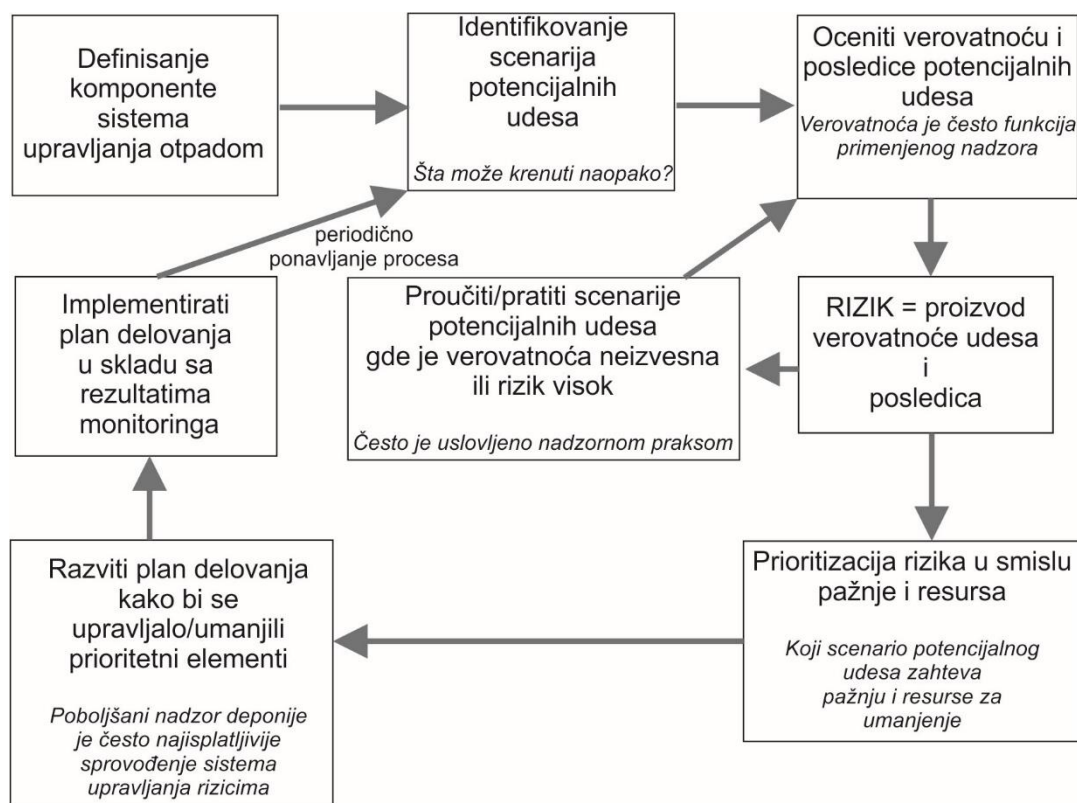 Definisanje
komponente
sistema
upravljanja otpadom
Identifikovanje
scenarija
potencijalnih
udesa
Šta može krenuti naopako?
Oceniti verovatnoću i
posledice potencijalnih
udesa
Verovatnoća je često funkcija
primenjenog nadzora
periodično
ponavljanje procesa
Implementirati
plan delovanja
u skladu sa
rezultatima
monitoringa
Proučiti/pratiti scenarije
potencijalnih udesa
gde je verovatnoća neizvesna
ili rizik visok
Često je uslovljeno nadzornom praksom
RIZIK = proizvod
verovatnoće udesa
i
posledica
Razviti plan delovanja
kako bi se
upravljalo/umanjili
prioritetni elementi
Poboljšani nadzor deponije
je često najisplatljivije
sprovođenje sistema
upravljanja rizicima
Prioritizacija rizika u smislu
pažnje i resursa
Koji scenario potencijalnog
udesa zahteva
pažnju i resurse za
umanjenje